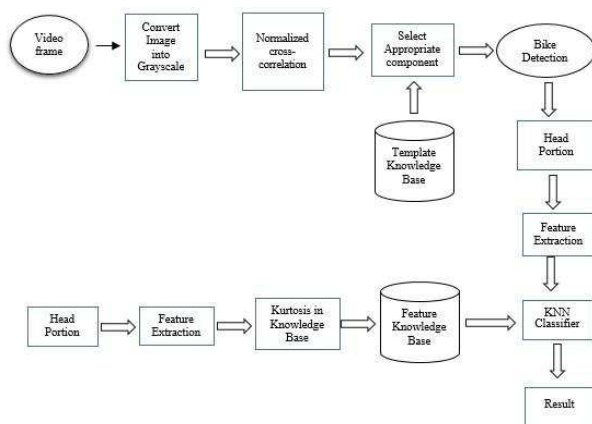 Video
frame
Convert
Image
into
Grayscale
Normalized
cross-
correlation
Select
Appropriate
component
Bike
Detection
Template
Knowledge
Base
Head
Portion
Feature
Extraction
Head
Portion
Feature
Extraction
Kurtosis in
Knowledge
Base
Feature
Knowledge
Base
KNN
Classifier
Result